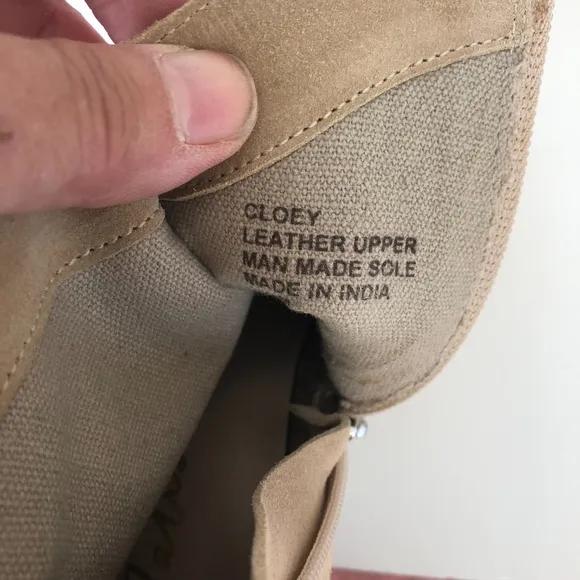 CLOEY
LEATHER UPPER
MAN MADE SOLE
MADE IN INDIA